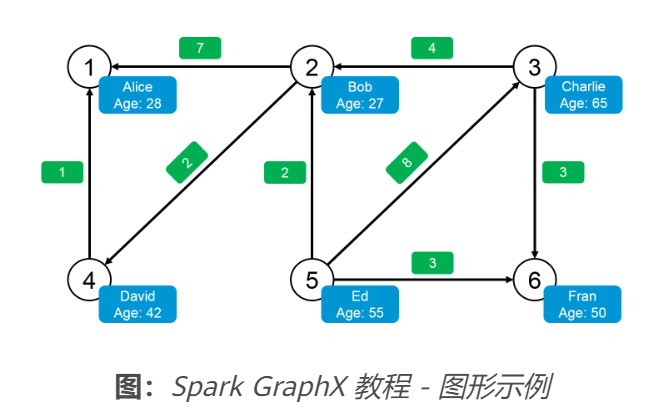 7
4
1
2
3
Alice
Age: 28
Bob
Age: 27
Charlie
Age: 65
1
2
2
8
3
4
5
6
3
David
Age: 42
Ed
Age: 55
Fran
Age: 50
图：Spark GraphX 教程 - 图形示例